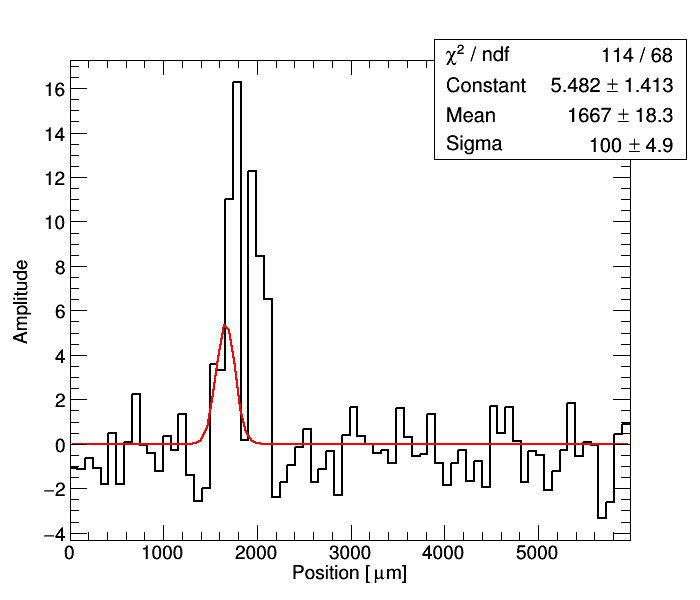 χ² / ndf 114 / 68
Constant 5.482 ± 1.413
Mean 1667 ± 18.3
Sigma 100 ± 4.9
16
14
12
10
8
6
4
2
0
−2
−4
Amplitude
0 1000 2000 3000 4000 5000
Position [ μm]